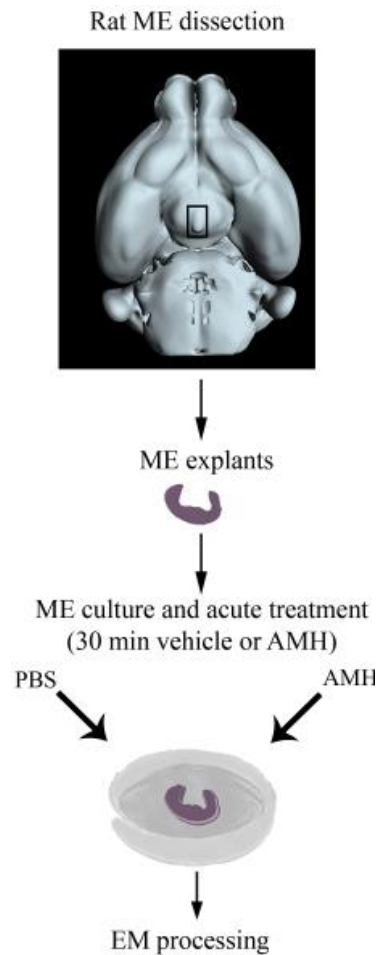 Rat ME dissection
ME explants
ME culture and acute treatment
(30 min vehicle or AMH)
PBS
AMH
EM processing